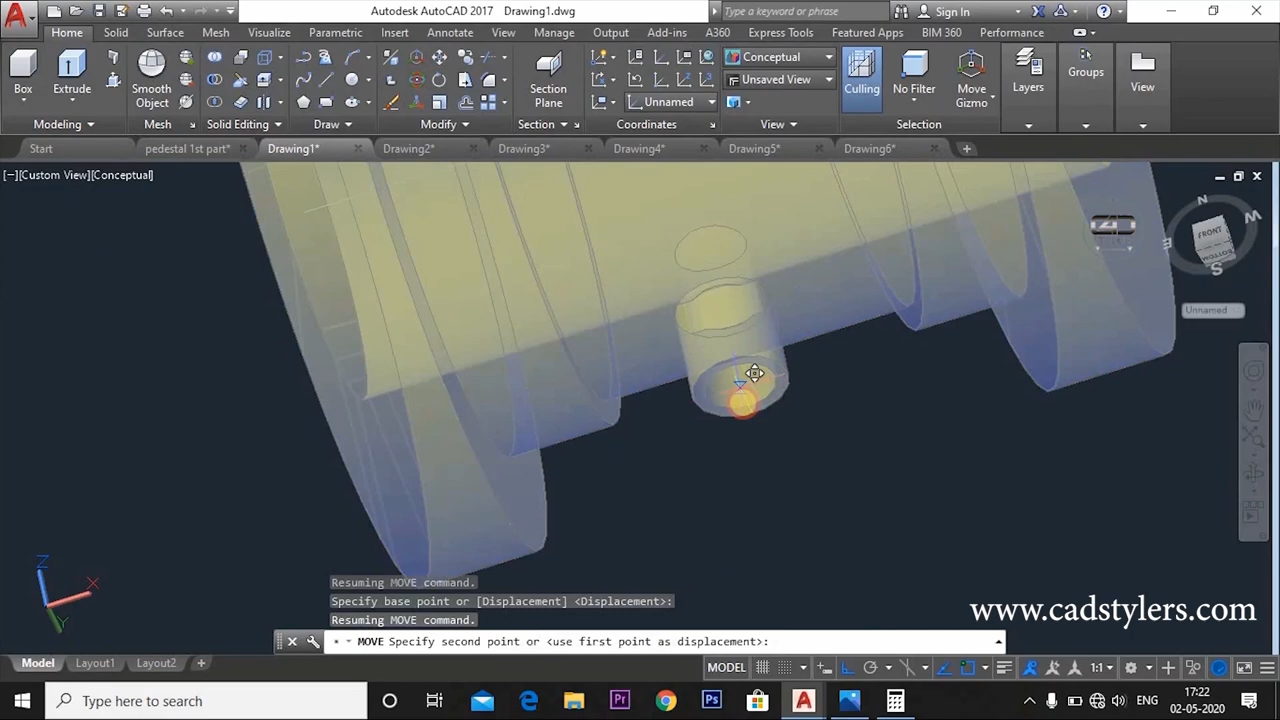 Autodesk AutoCAD 2017 Drawing1.dwg
Type a keyword or phrase
Sign In
Home Solid Surface Mesh Visualize Parametric Insert Annotate View Manage Output Add-ins A360 Express Tools Featured Apps BIM 360 Performance
Box
Extrude
Smooth
Object
Section
Plane
Conceptual
Unsaved View
Unnamed
Culling
No Filter
Move
Gizmo
Layers
Groups
View
Modeling
Mesh
Solid Editing
Draw
Modify
Section
Coordinates
View
Selection
Start
pedestal 1st part*
Drawing1*
Drawing2*
Drawing3*
Drawing4*
Drawing5*
Drawing6*
[−][Custom View][Conceptual]
N
W
E
S
FRONT
BOTTOM
Unnamed
Z
X
Y
Resuming MOVE command.
Specify base point or [Displacement] <Displacement>:
Resuming MOVE command.
MOVE Specify second point or <use first point as displacement>:
www.cadstylers.com
Model Layout1 Layout2
MODEL
1:1
Type here to search
Pr
Ps
A
ENG
17:22
02-05-2020